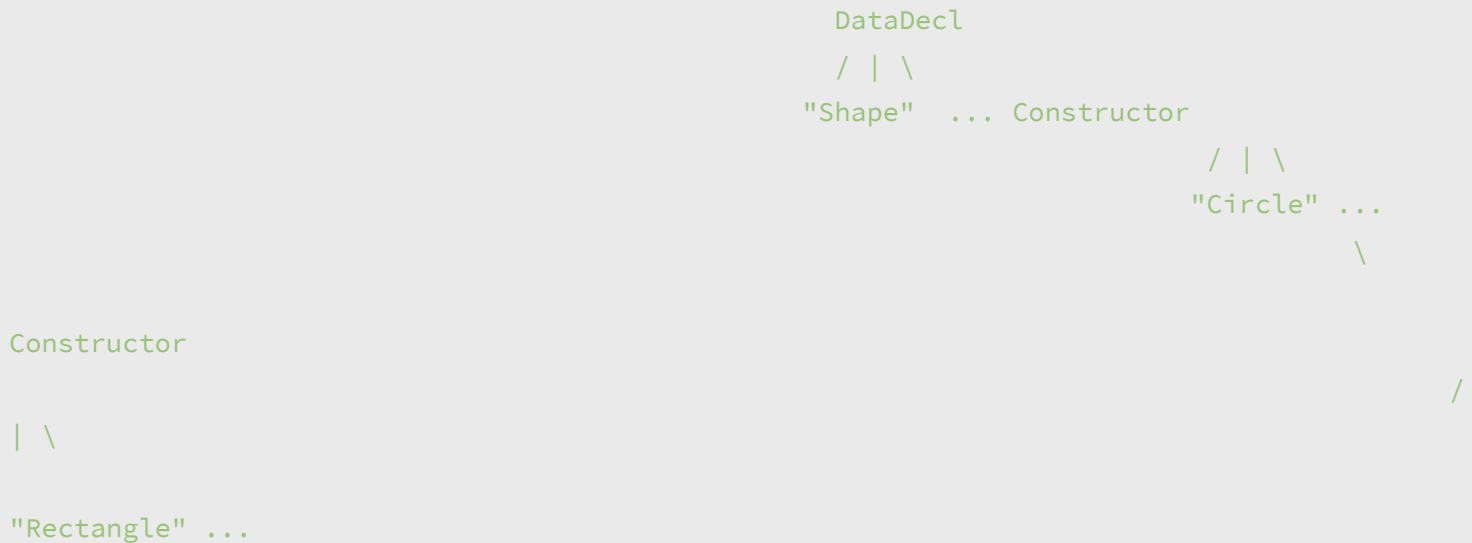 DataDecl
/ | \
"Shape"  ... Constructor
/ | \
"Circle" ...
\
Constructor
/
| \
"Rectangle" ...